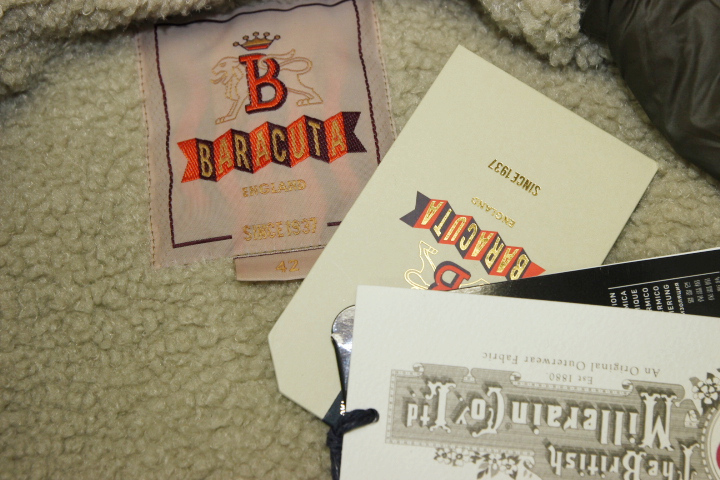 B
BARACUTA
ENGLAND
SINCE 1937
42
B
BARACUTA
ENGLAND
SINCE 1937
The British
Millerain Co.y Ltd
Est 1880.
An Original Outerwear Fabric